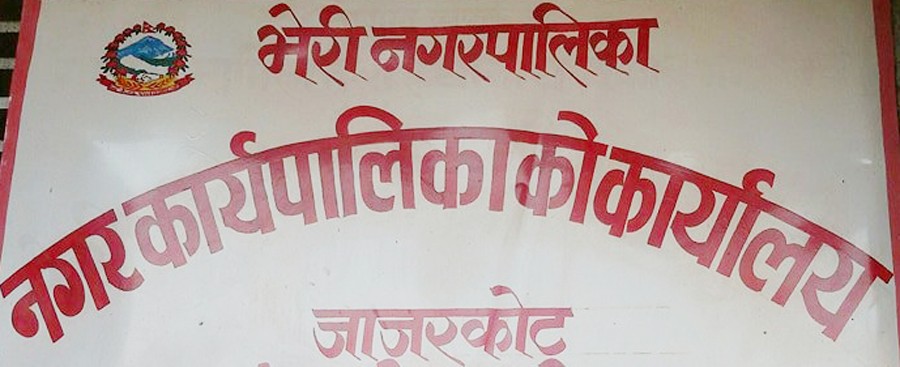 भेरी नगरपालिका
नगर कार्यपालिकाको कार्यालय
जाजरकोट